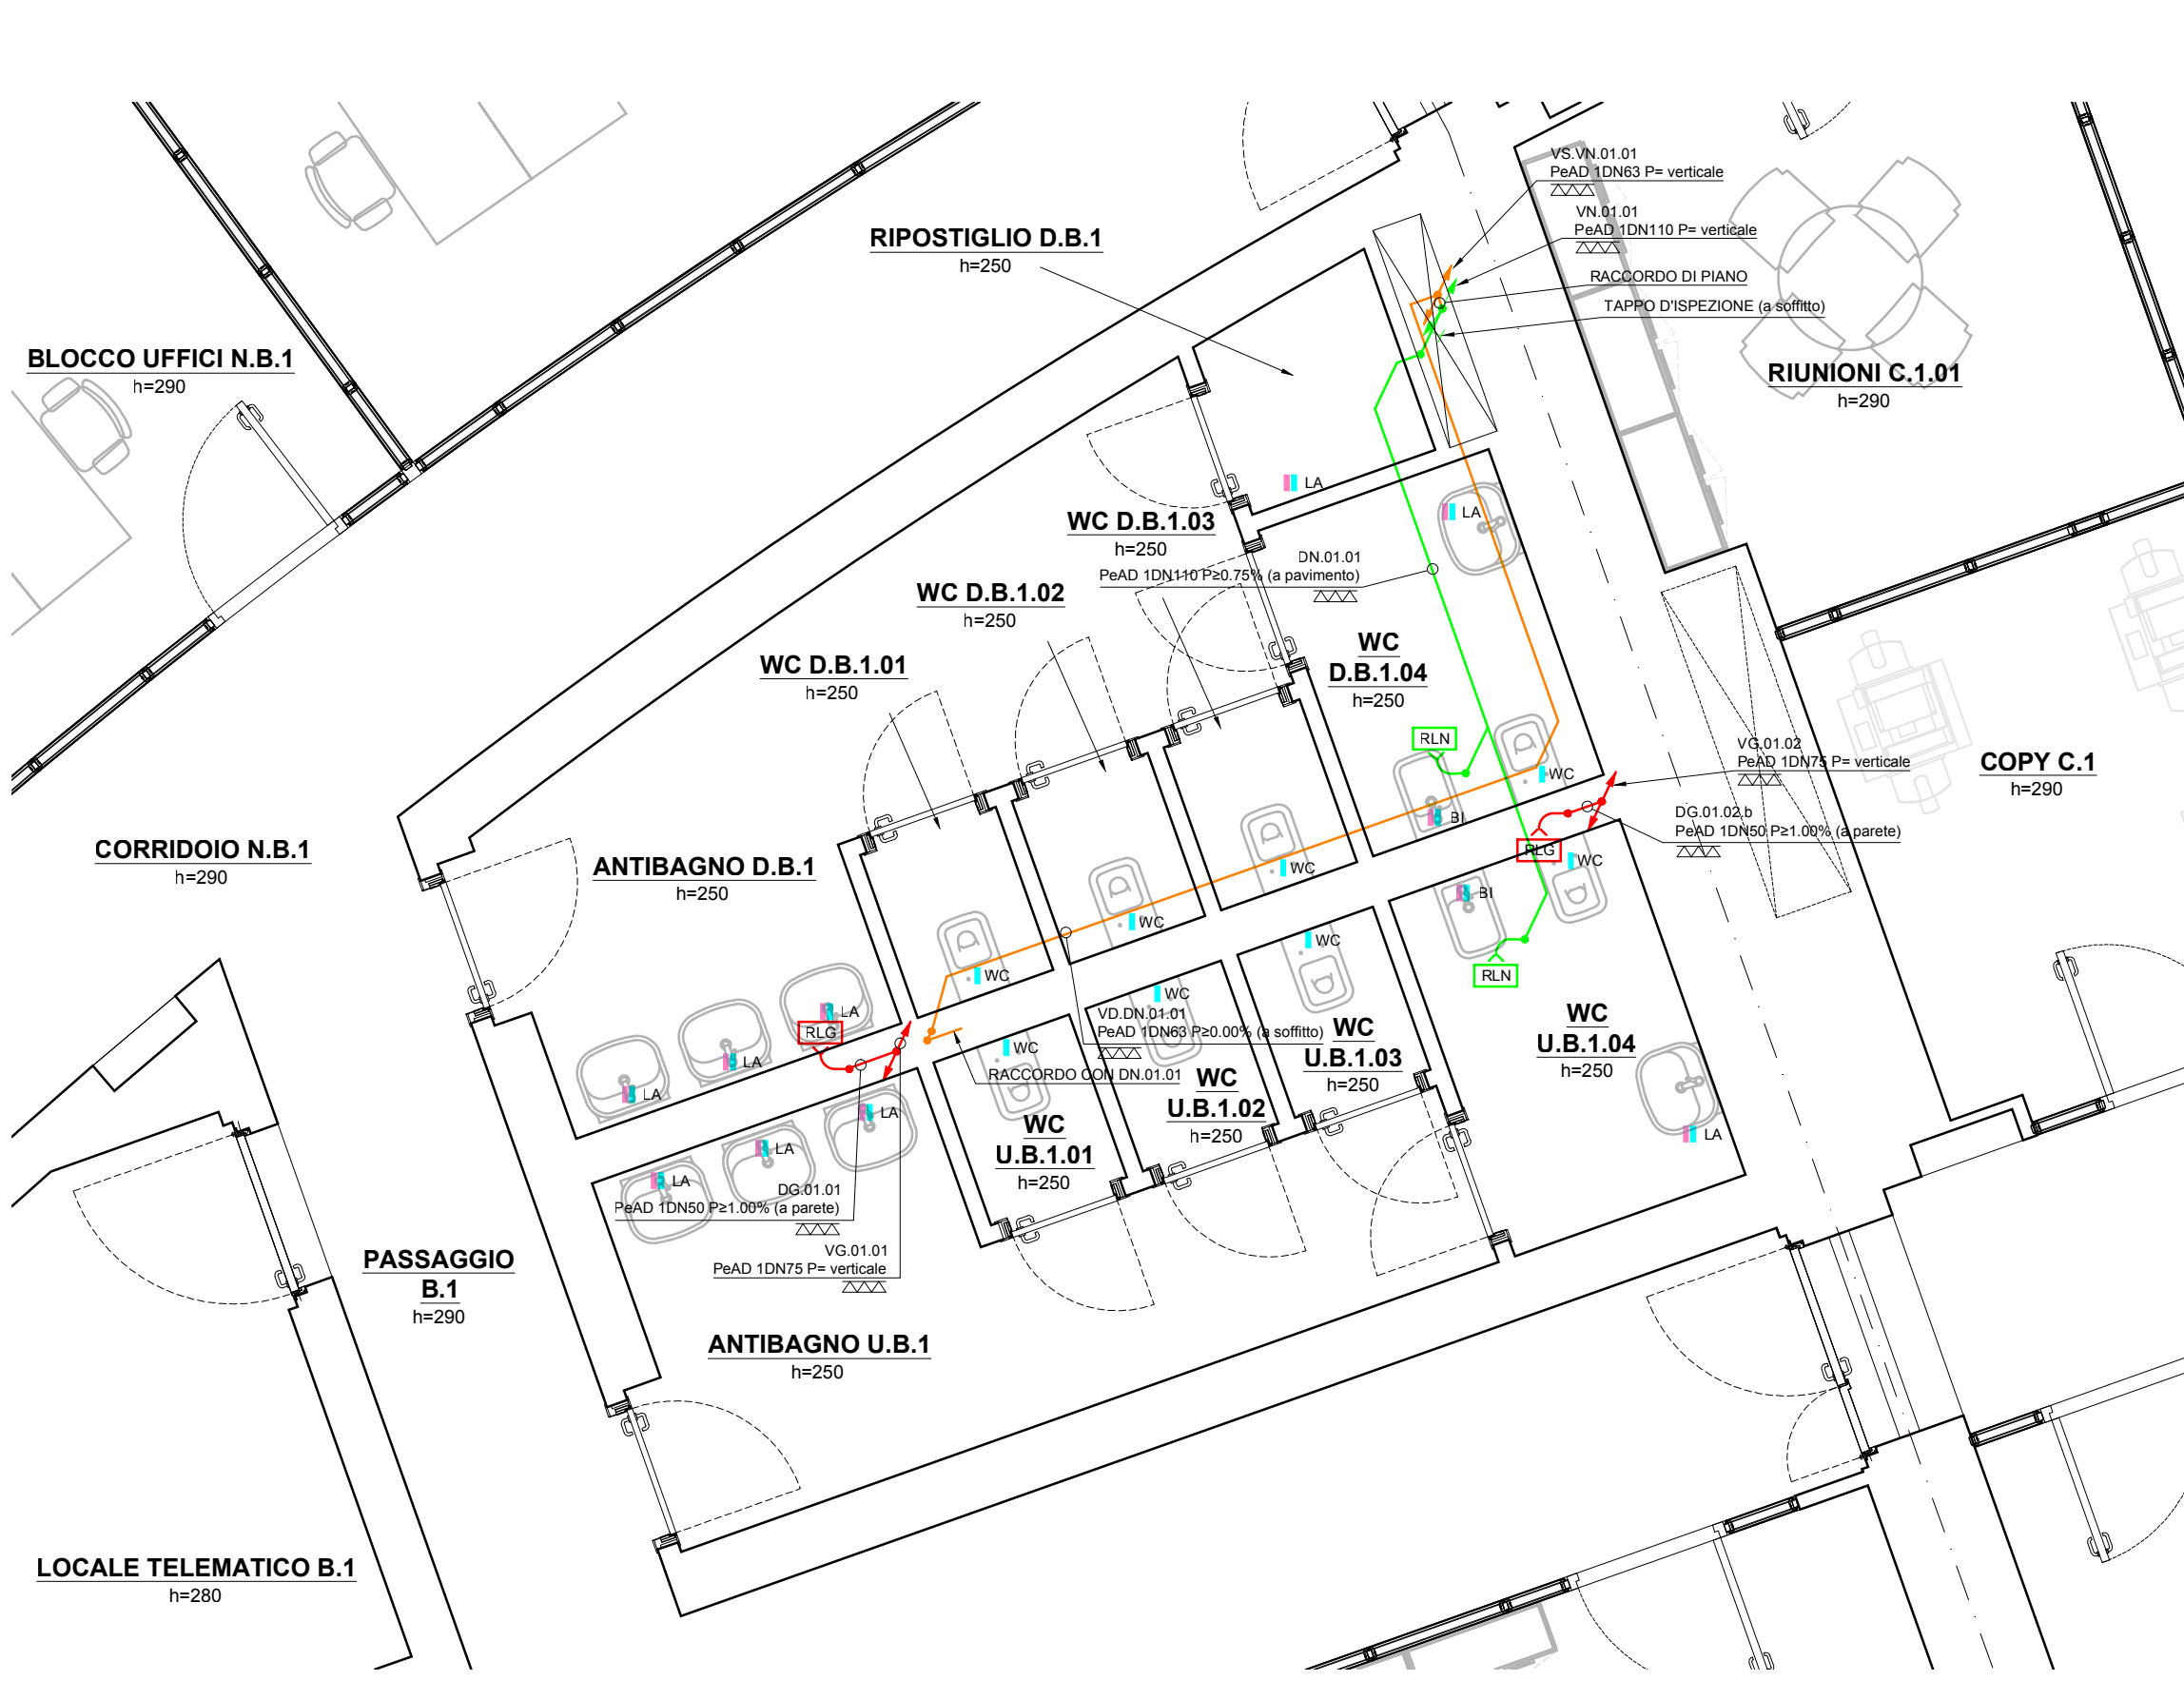 VS.VN.01.01
PeAD 1DN63 P= verticale
VN.01.01
PeAD 1DN110 P= verticale
RACCORDO DI PIANO
TAPPO D'ISPEZIONE (a soffitto)
RIPOSTIGLIO D.B.1
h=250
BLOCCO UFFICI N.B.1
h=290
RIUNIONI C.1.01
h=290
LA
LA
WC D.B.1.03
h=250
DN.01.01
PeAD 1DN110 P≥0.75% (a pavimento)
WC D.B.1.02
h=250
WC D.B.1.01
h=250
WC
D.B.1.04
h=250
RLN
WC
BI
VG.01.02
PeAD 1DN75 P= verticale
COPY C.1
h=290
DG.01.02.b
PeAD 1DN50 P≥1.00% (a parete)
RLG
WC
BI
CORRIDOIO N.B.1
h=290
ANTIBAGNO D.B.1
h=250
WC
WC
WC
WC
WC
WC
RLN
LA
LA
LA
RLG
VD.DN.01.01
PeAD 1DN63 P≥0.00% (a soffitto)
RACCORDO CON DN.01.01
WC
U.B.1.04
h=250
WC
U.B.1.03
h=250
WC
U.B.1.02
h=250
WC
U.B.1.01
h=250
LA
LA
LA
LA
DG.01.01
PeAD 1DN50 P≥1.00% (a parete)
VG.01.01
PeAD 1DN75 P= verticale
PASSAGGIO
B.1
h=290
ANTIBAGNO U.B.1
h=250
LOCALE TELEMATICO B.1
h=280